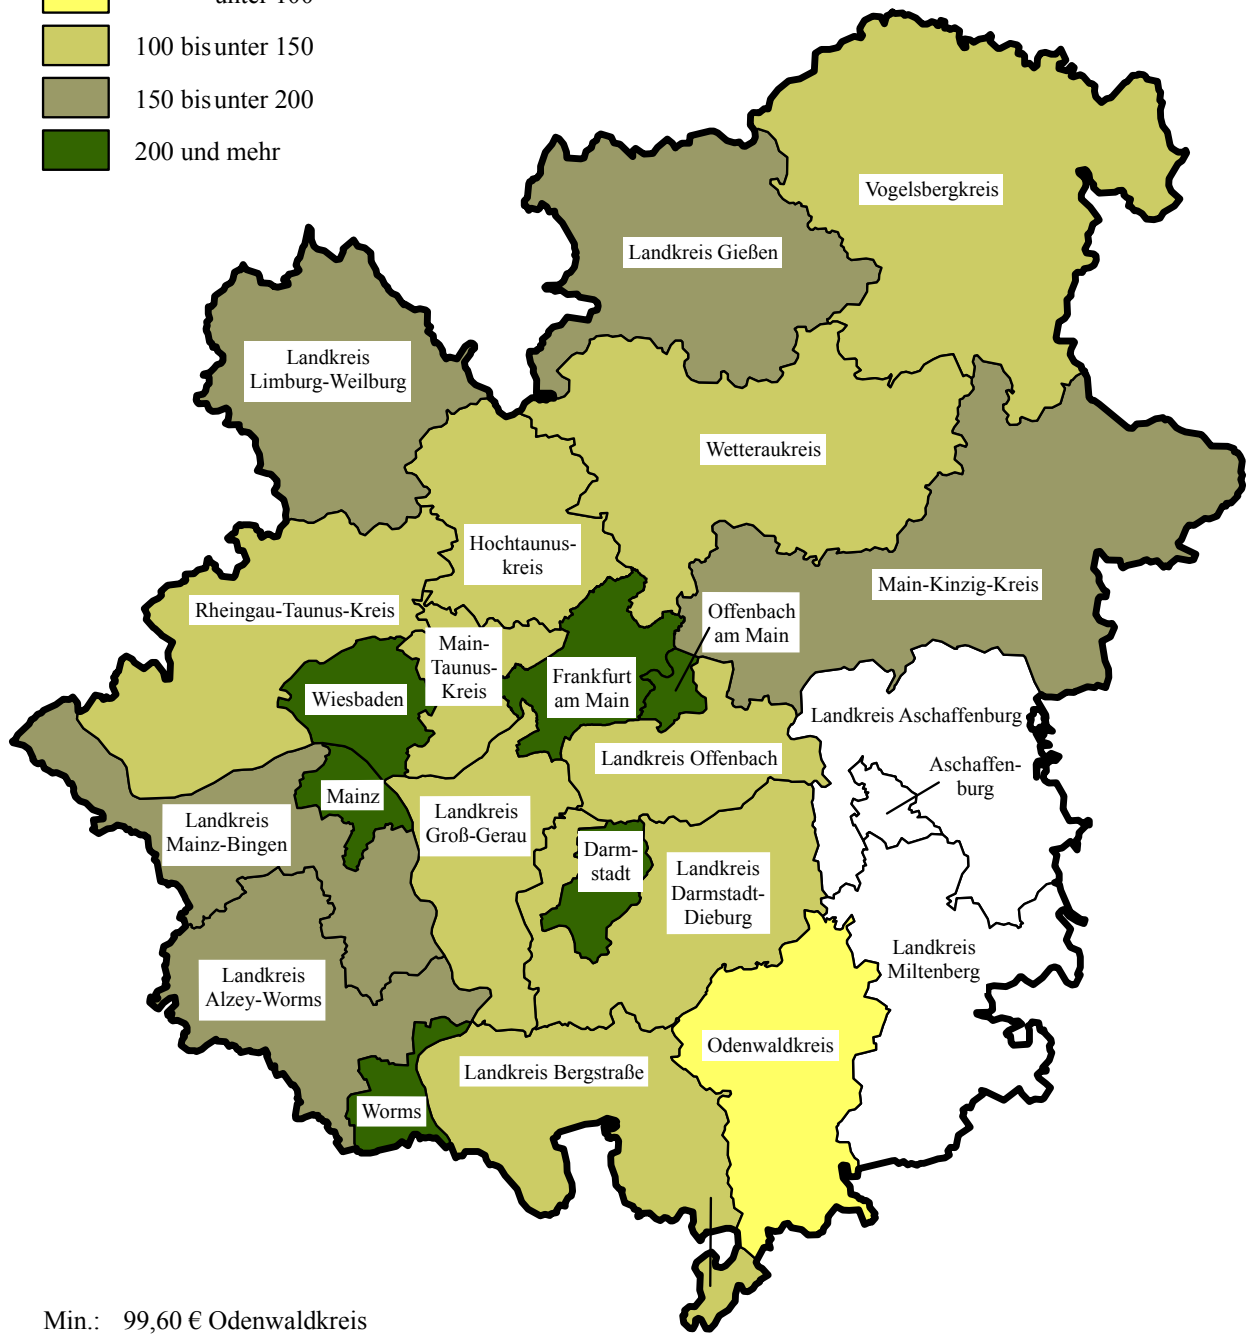 unter 100
100 bis unter 150
150 bis unter 200
200 und mehr
Vogelsbergkreis
Landkreis Gießen
Landkreis
Limburg-Weilburg
Wetteraukreis
Hochtaunus-
kreis
Main-Kinzig-Kreis
Rheingau-Taunus-Kreis
Offenbach
am Main
Main-
Taunus-
Kreis
Frankfurt
am Main
Wiesbaden
Landkreis Aschaffenburg
Landkreis Offenbach
Aschaffen-
burg
Mainz
Landkreis
Groß-Gerau
Landkreis
Mainz-Bingen
Darm-
stadt
Landkreis
Darmstadt-
Dieburg
Landkreis
Miltenberg
Landkreis
Alzey-Worms
Odenwaldkreis
Landkreis Bergstraße
Worms
Min.: 99,60 € Odenwaldkreis